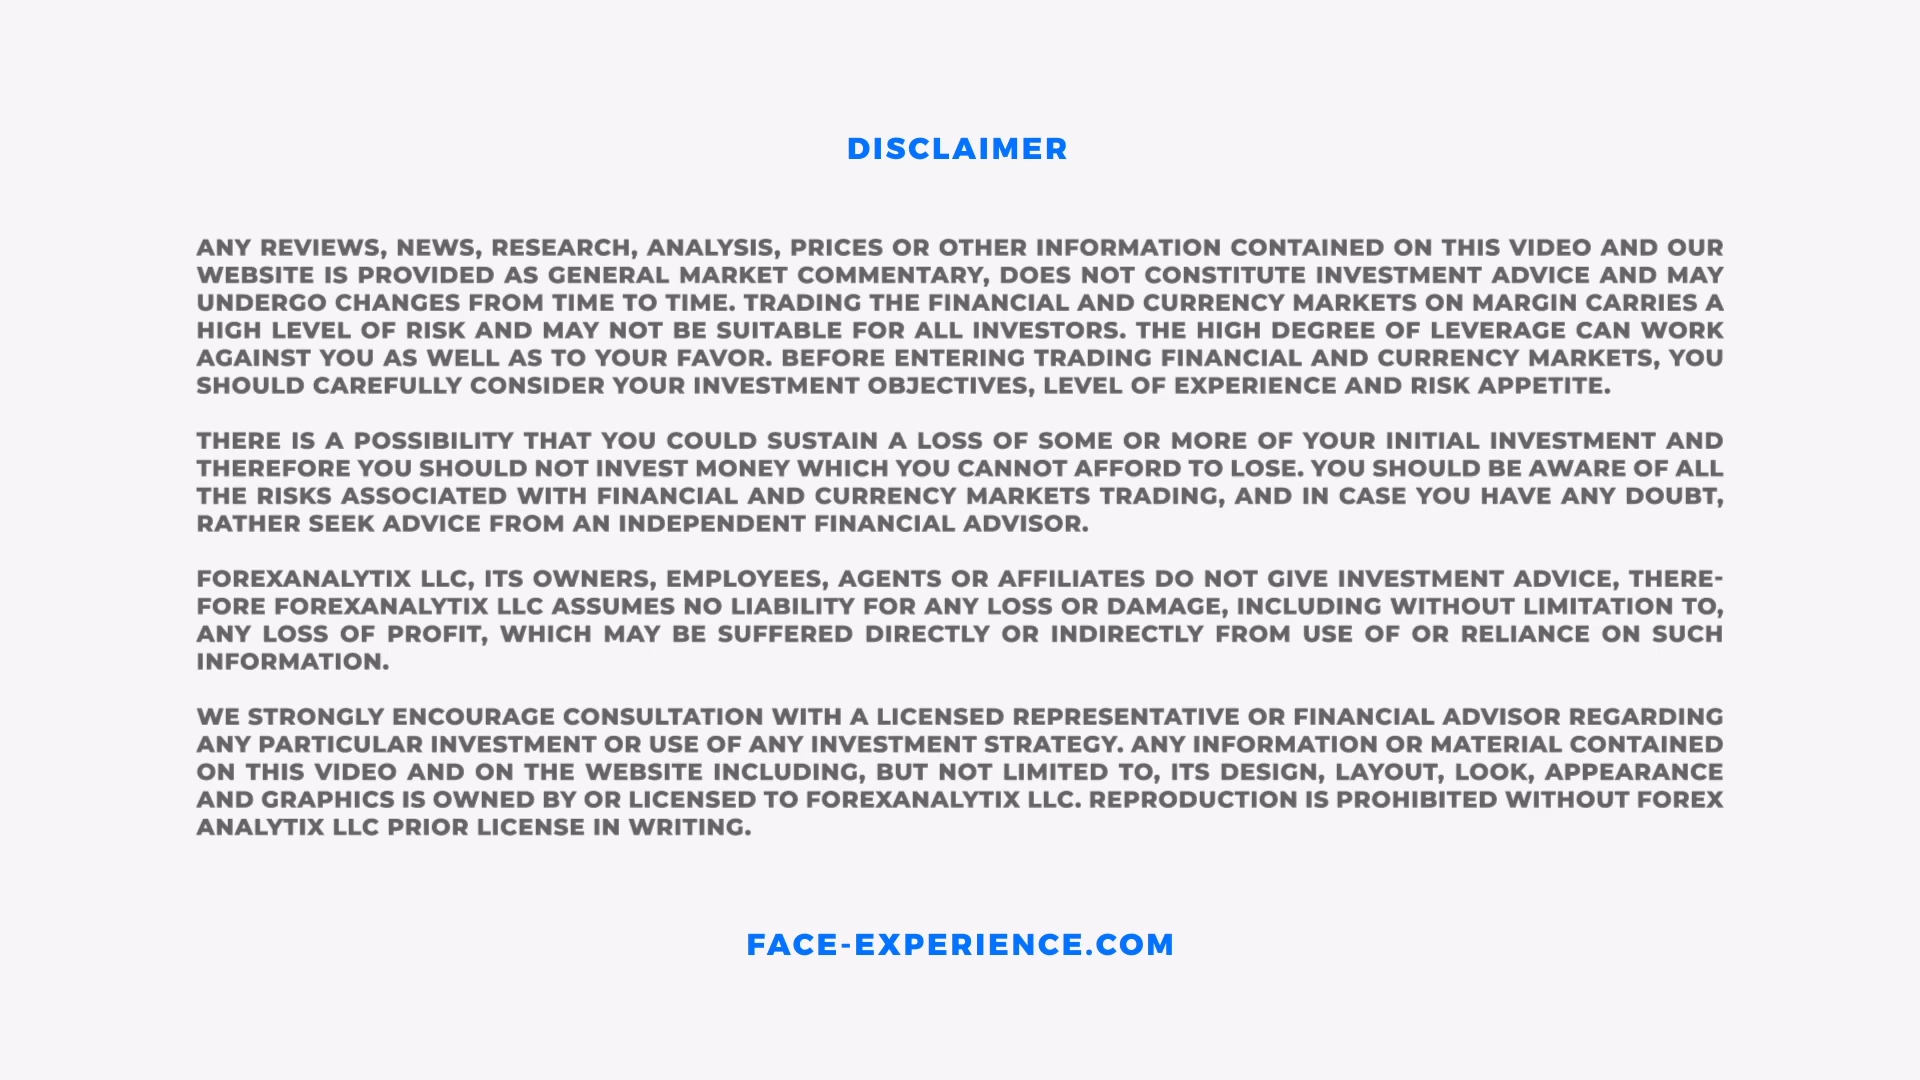 DISCLAIMER
ANY REVIEWS, NEWS, RESEARCH, ANALYSIS, PRICES OR OTHER INFORMATION CONTAINED ON THIS VIDEO AND OUR
WEBSITE IS PROVIDED AS GENERAL MARKET COMMENTARY, DOES NOT CONSTITUTE INVESTMENT ADVICE AND MAY
UNDERGO CHANGES FROM TIME TO TIME. TRADING THE FINANCIAL AND CURRENCY MARKETS ON MARGIN CARRIES A
HIGH LEVEL OF RISK AND MAY NOT BE SUITABLE FOR ALL INVESTORS. THE HIGH DEGREE OF LEVERAGE CAN WORK
AGAINST YOU AS WELL AS TO YOUR FAVOR. BEFORE ENTERING TRADING FINANCIAL AND CURRENCY MARKETS, YOU
SHOULD CAREFULLY CONSIDER YOUR INVESTMENT OBJECTIVES, LEVEL OF EXPERIENCE AND RISK APPETITE.
THERE IS A POSSIBILITY THAT YOU COULD SUSTAIN A LOSS OF SOME OR MORE OF YOUR INITIAL INVESTMENT AND
THEREFORE YOU SHOULD NOT INVEST MONEY WHICH YOU CANNOT AFFORD TO LOSE. YOU SHOULD BE AWARE OF ALL
THE RISKS ASSOCIATED WITH FINANCIAL AND CURRENCY MARKETS TRADING, AND IN CASE YOU HAVE ANY DOUBT,
RATHER SEEK ADVICE FROM AN INDEPENDENT FINANCIAL ADVISOR.
FOREXANALYTIX LLC, ITS OWNERS, EMPLOYEES, AGENTS OR AFFILIATES DO NOT GIVE INVESTMENT ADVICE, THERE-
FORE FOREXANALYTIX LLC ASSUMES NO LIABILITY FOR ANY LOSS OR DAMAGE, INCLUDING WITHOUT LIMITATION TO,
ANY LOSS OF PROFIT, WHICH MAY BE SUFFERED DIRECTLY OR INDIRECTLY FROM USE OF OR RELIANCE ON SUCH
INFORMATION.
WE STRONGLY ENCOURAGE CONSULTATION WITH A LICENSED REPRESENTATIVE OR FINANCIAL ADVISOR REGARDING
ANY PARTICULAR INVESTMENT OR USE OF ANY INVESTMENT STRATEGY. ANY INFORMATION OR MATERIAL CONTAINED
ON THIS VIDEO AND ON THE WEBSITE INCLUDING, BUT NOT LIMITED TO, ITS DESIGN, LAYOUT, LOOK, APPEARANCE
AND GRAPHICS IS OWNED BY OR LICENSED TO FOREXANALYTIX LLC. REPRODUCTION IS PROHIBITED WITHOUT FOREX
ANALYTIX LLC PRIOR LICENSE IN WRITING.
FACE-EXPERIENCE.COM